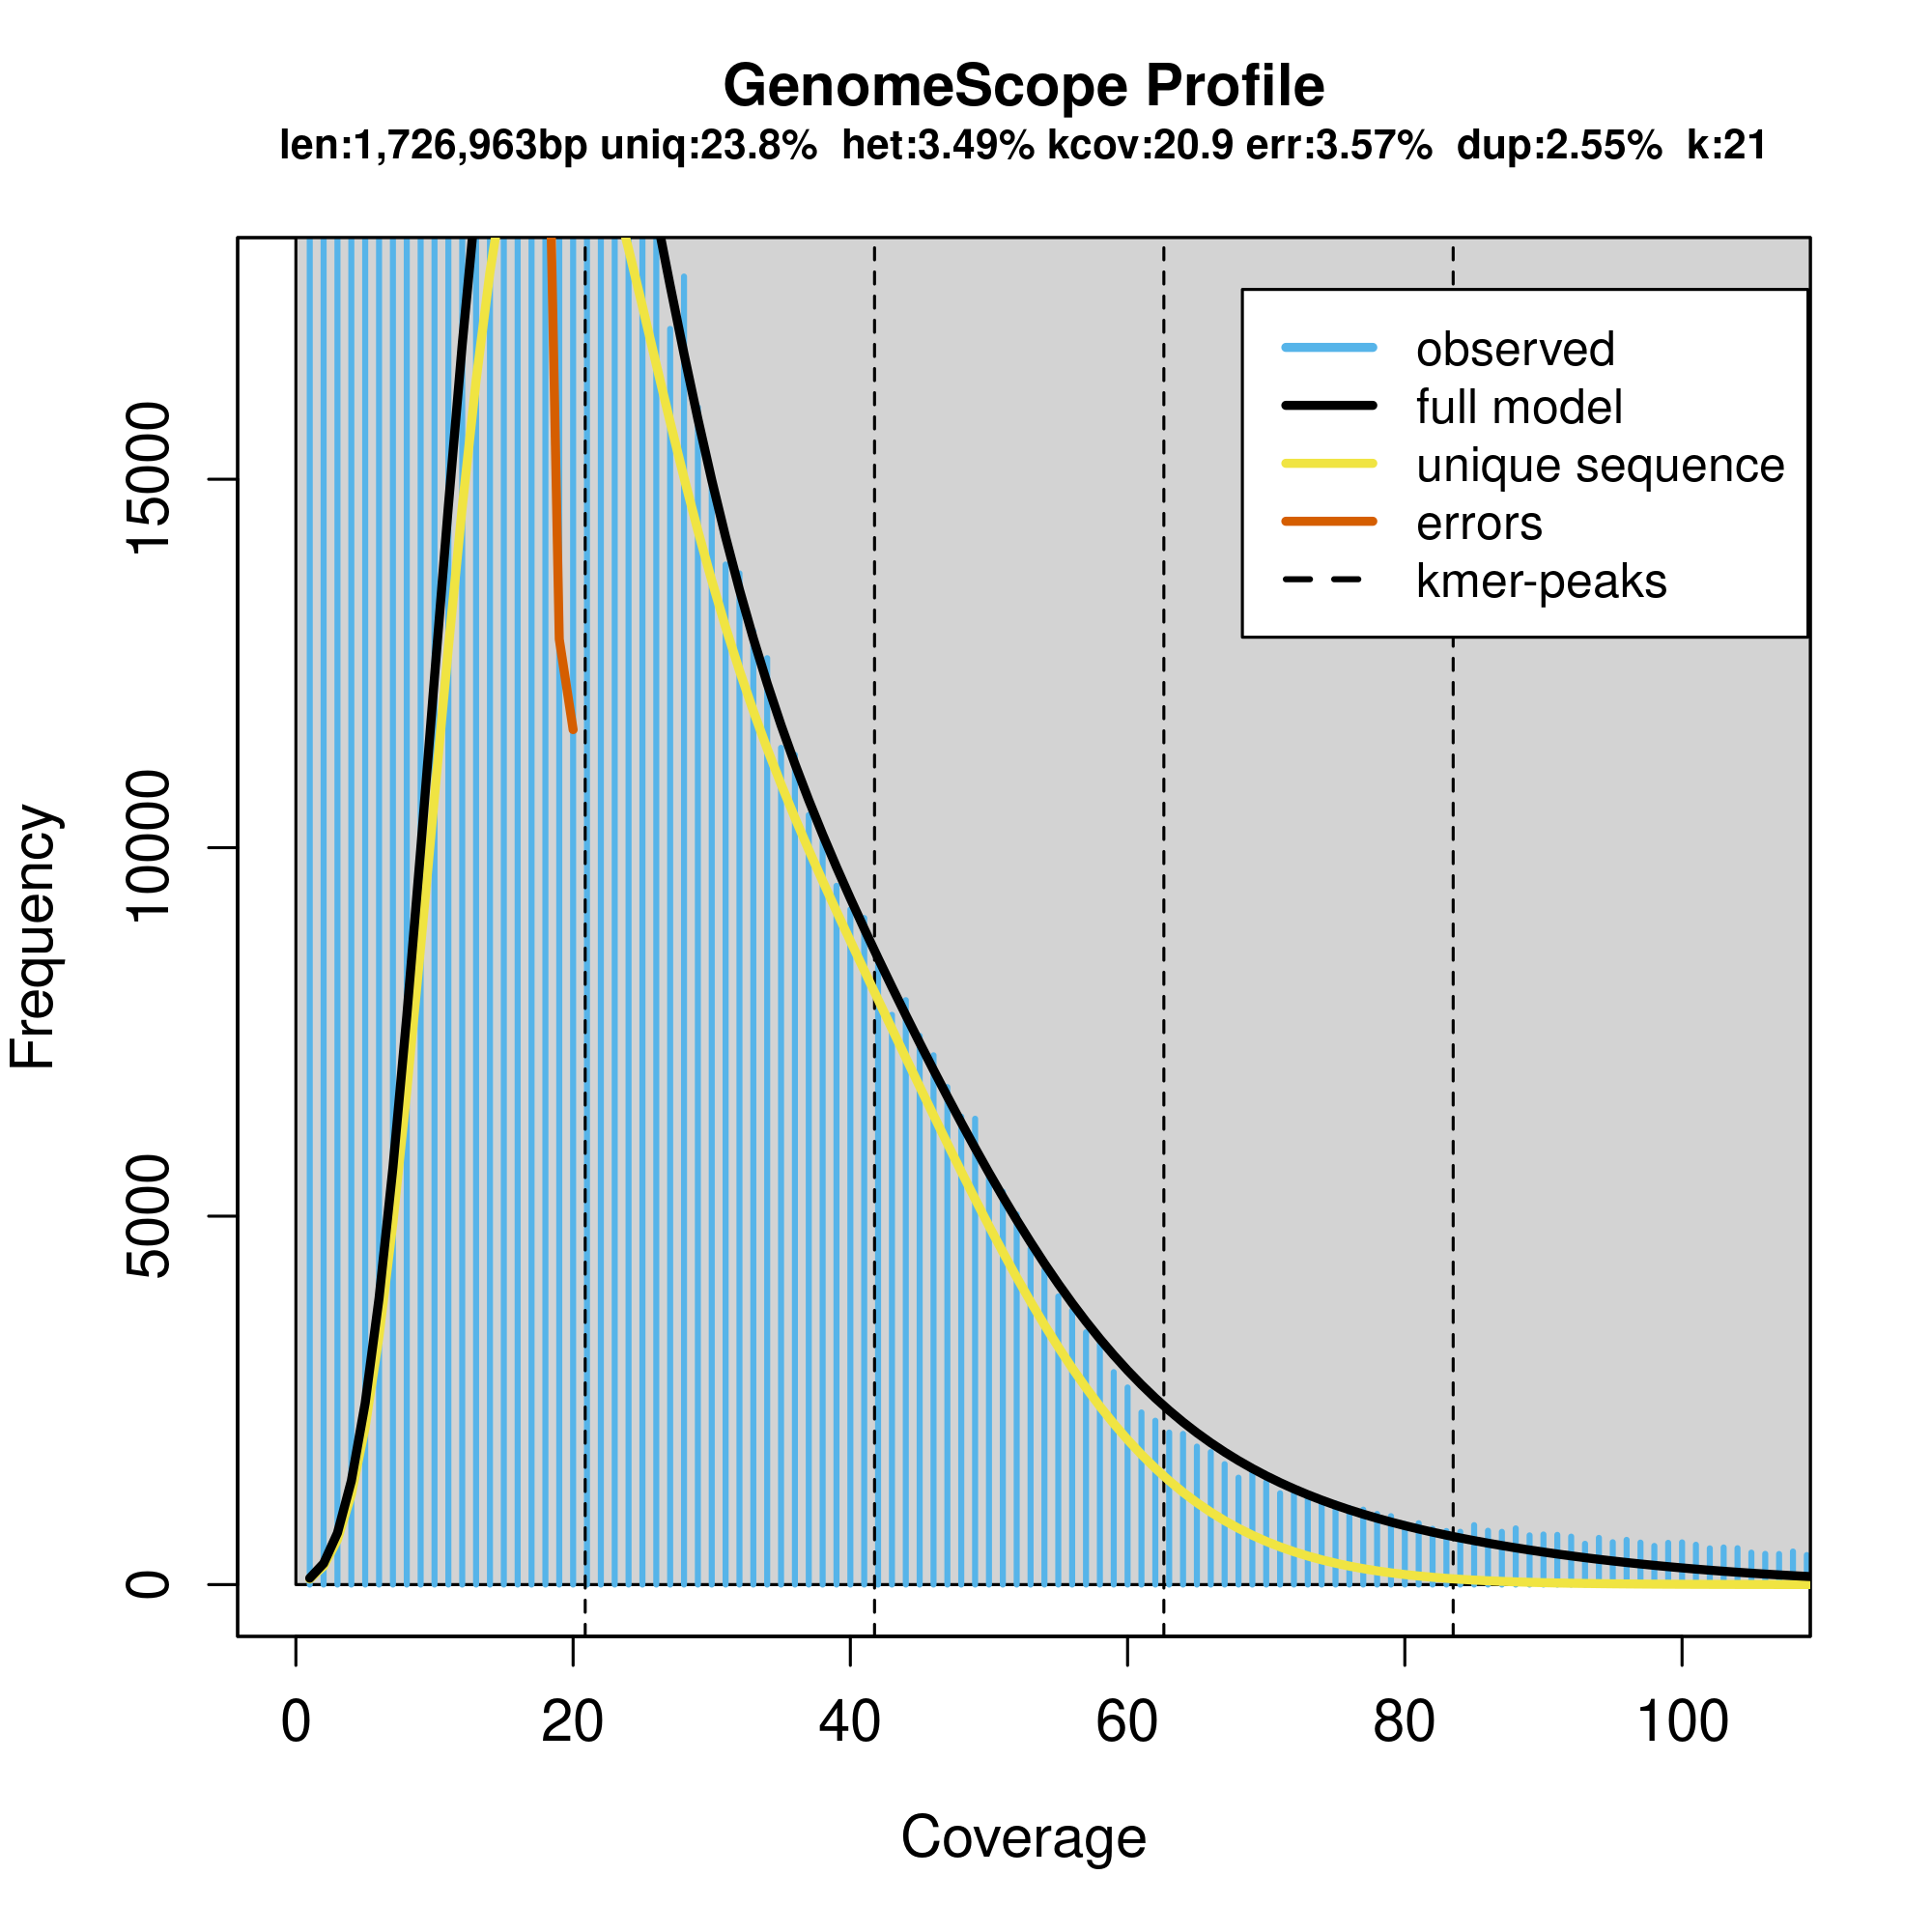 GenomeScope Profile
len:1,726,963bp uniq:23.8% het:3.49% kcov:20.9 err:3.57% dup:2.55% k:21
observed
full model
unique sequence
errors
kmer-peaks
Frequency
15000
10000
5000
0
0 20 40 60 80 100
Coverage